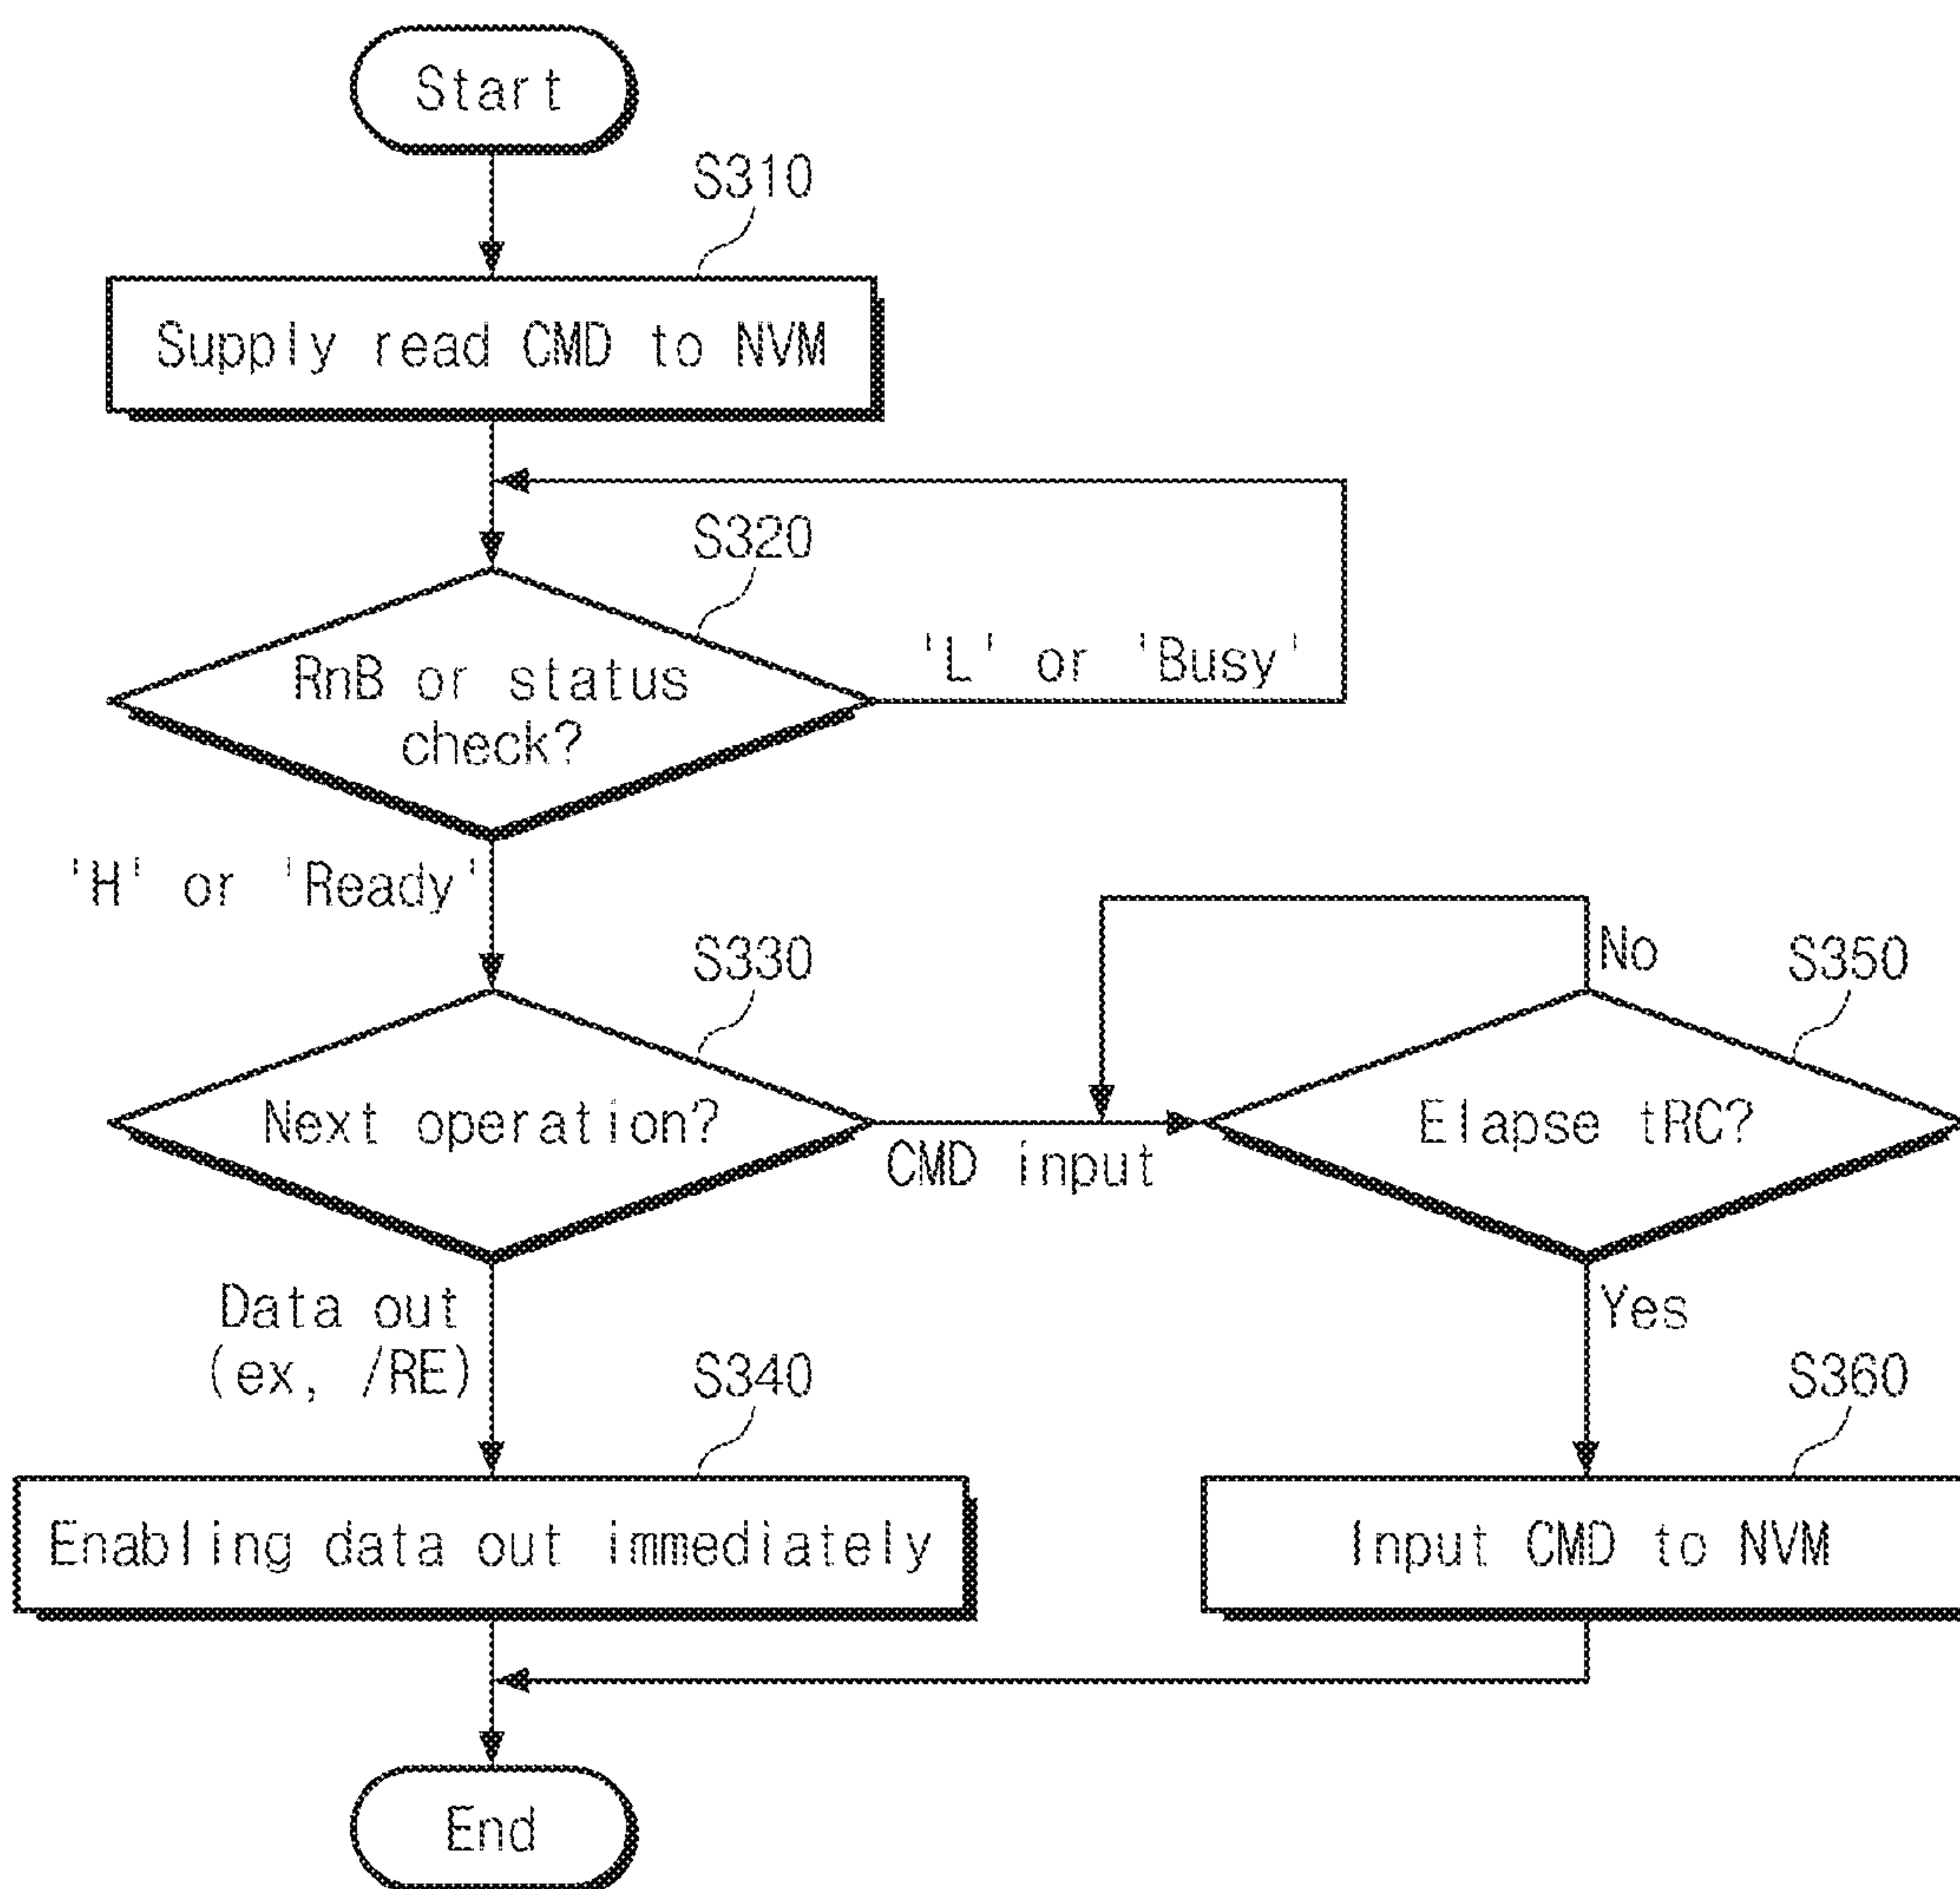 Start
S310
Supply read CMD to NVM
S320
RnB or status
check?
'L' or 'Busy'
'H' or 'Ready'
S330
Next operation?
CMD input
No
S350
Elapse tRC?
Data out
(ex, /RE)
Yes
S340
Enabling data out immediately
S360
Input CMD to NVM
End